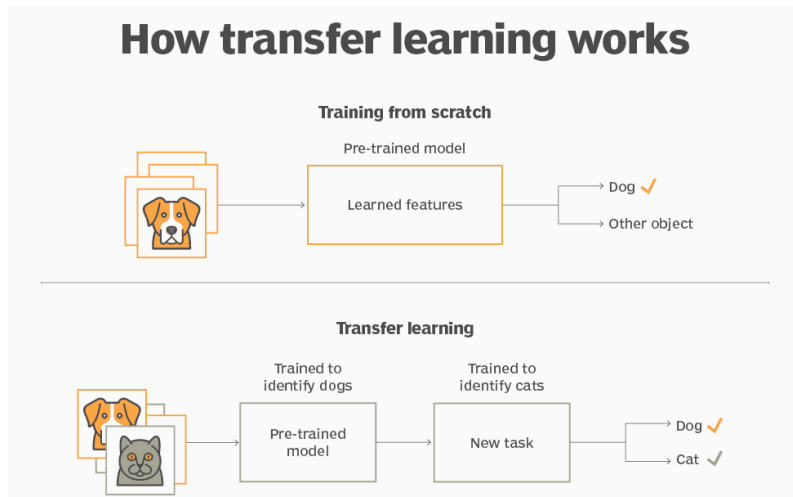 How transfer learning works
Training from scratch
Pre-trained model
Learned features
Dog
Other object
Transfer learning
Trained to
identify dogs
Trained to
identify cats
Pre-trained
model
New task
Dog
Cat